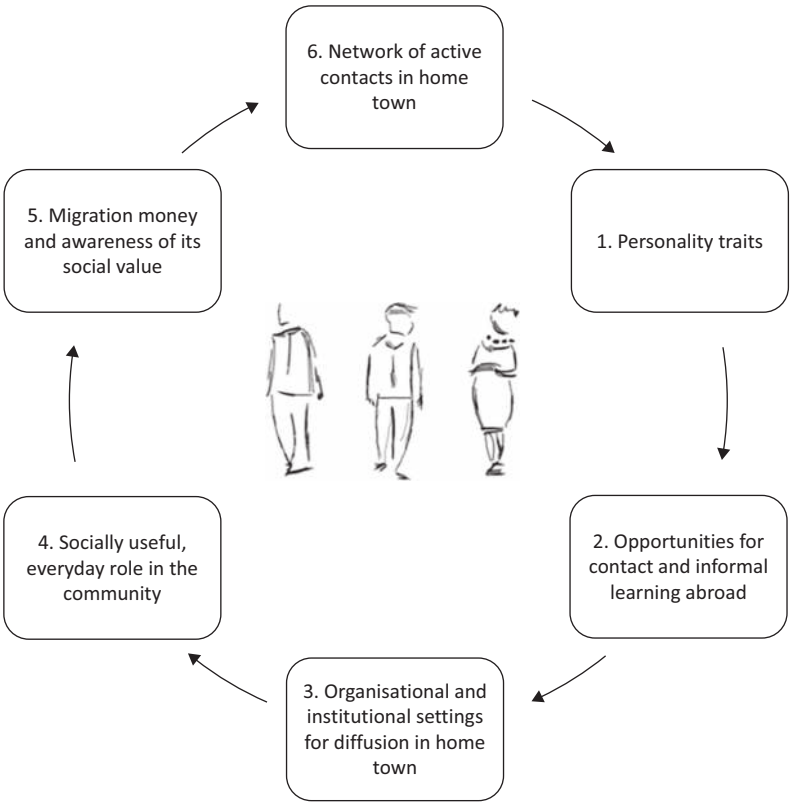 6. Network of active
contacts in home
town
1. Personality traits
2. Opportunities for
contact and informal
learning abroad
3. Organisational and
institutional settings
for diffusion in home
town
4. Socially useful,
everyday role in the
community
5. Migration money
and awareness of its
social value